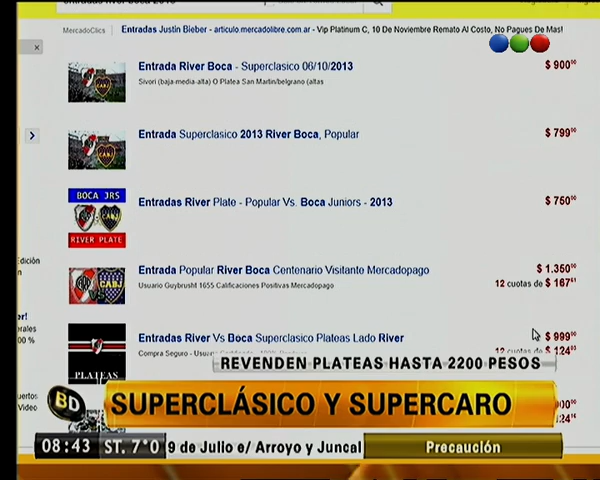 MercadoClics
Entradas Justin Bieber - articulo.mercadolibre.com.ar - Vip Platinum C, 10 De Noviembre Remato Al Costo, No Pagues De Mas!
Entrada River Boca - Superclasico 06/10/2013
$ 900
Sivori (baja-media-alta) O Platea San Martin/belgrano (altas
Entrada Superclasico 2013 River Boca, Popular
$ 799
BOCA JRS
RIVER PLATE
Entradas River Plate - Popular Vs. Boca Juniors - 2013
$ 750
Entrada Popular River Boca Centenario Visitante Mercadopago
$ 1.350
Usuario Guybrusht 1655 Calificaciones Positivas Mercadopago
12 cuotas de $ 167
Entradas River Vs Boca Superclasico Plateas Lado River
$ 999
Compra Seguro -
12 cuotas de $ 124
PLATEAS
REVENDEN PLATEAS HASTA 2200 PESOS
BD
SUPERCLÁSICO Y SUPERCARO
08:43 ST. 7°0 9 de Julio e/ Arroyo y Juncal Precaución